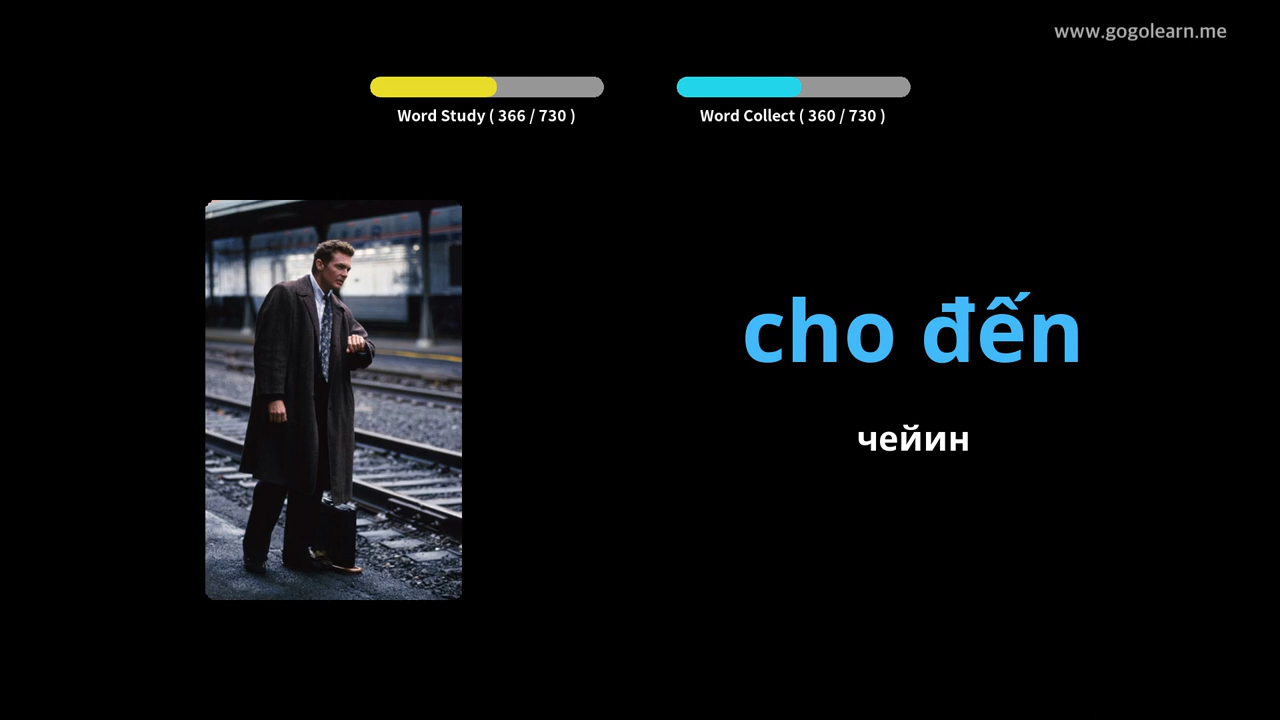 www.gogolearn.me
Word Study ( 366 / 730 )
Word Collect ( 360 / 730 )
cho đến
чейин